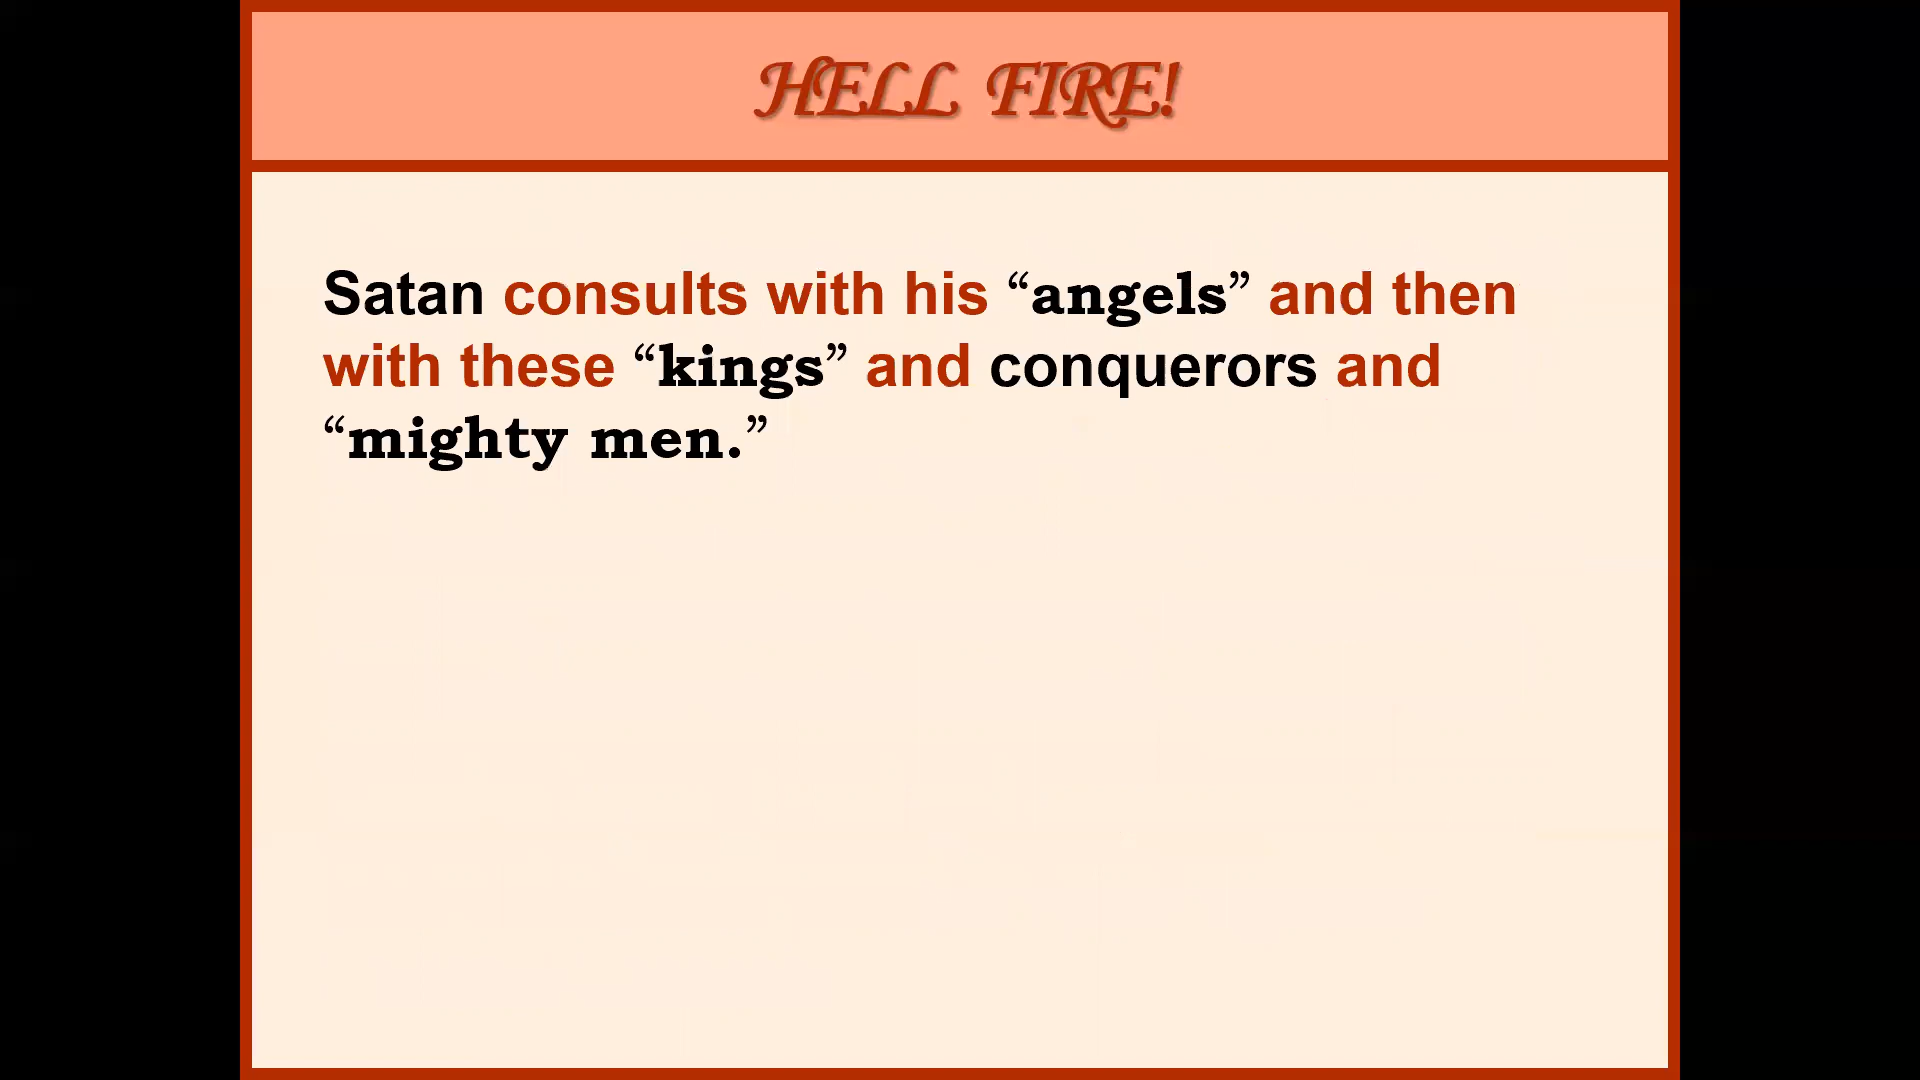 HELL FIRE!
Satan consults with his “angels” and then
with these “kings” and conquerors and
“mighty men.”